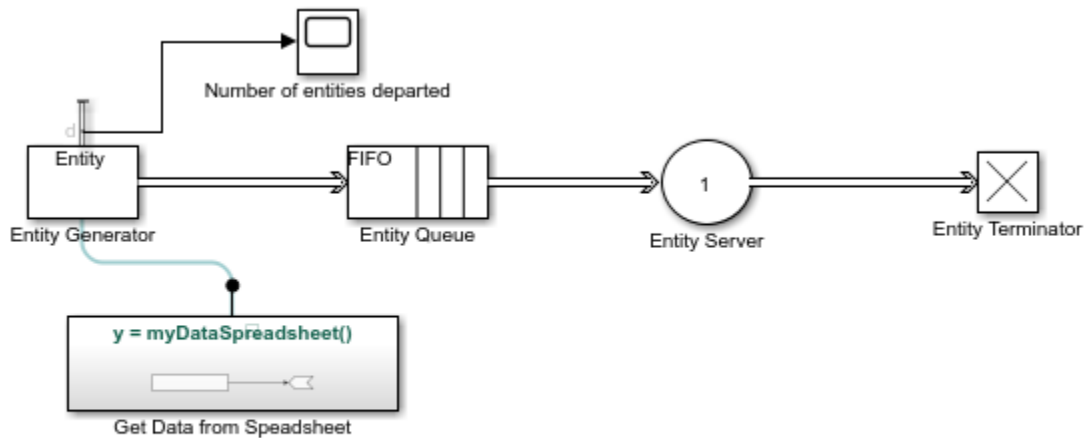 Number of entities departed
d
Entity
FIFO
1
Entity Generator
Entity Queue
Entity Server
Entity Terminator
y = myDataSpreadsheet()
Get Data from Speadsheet